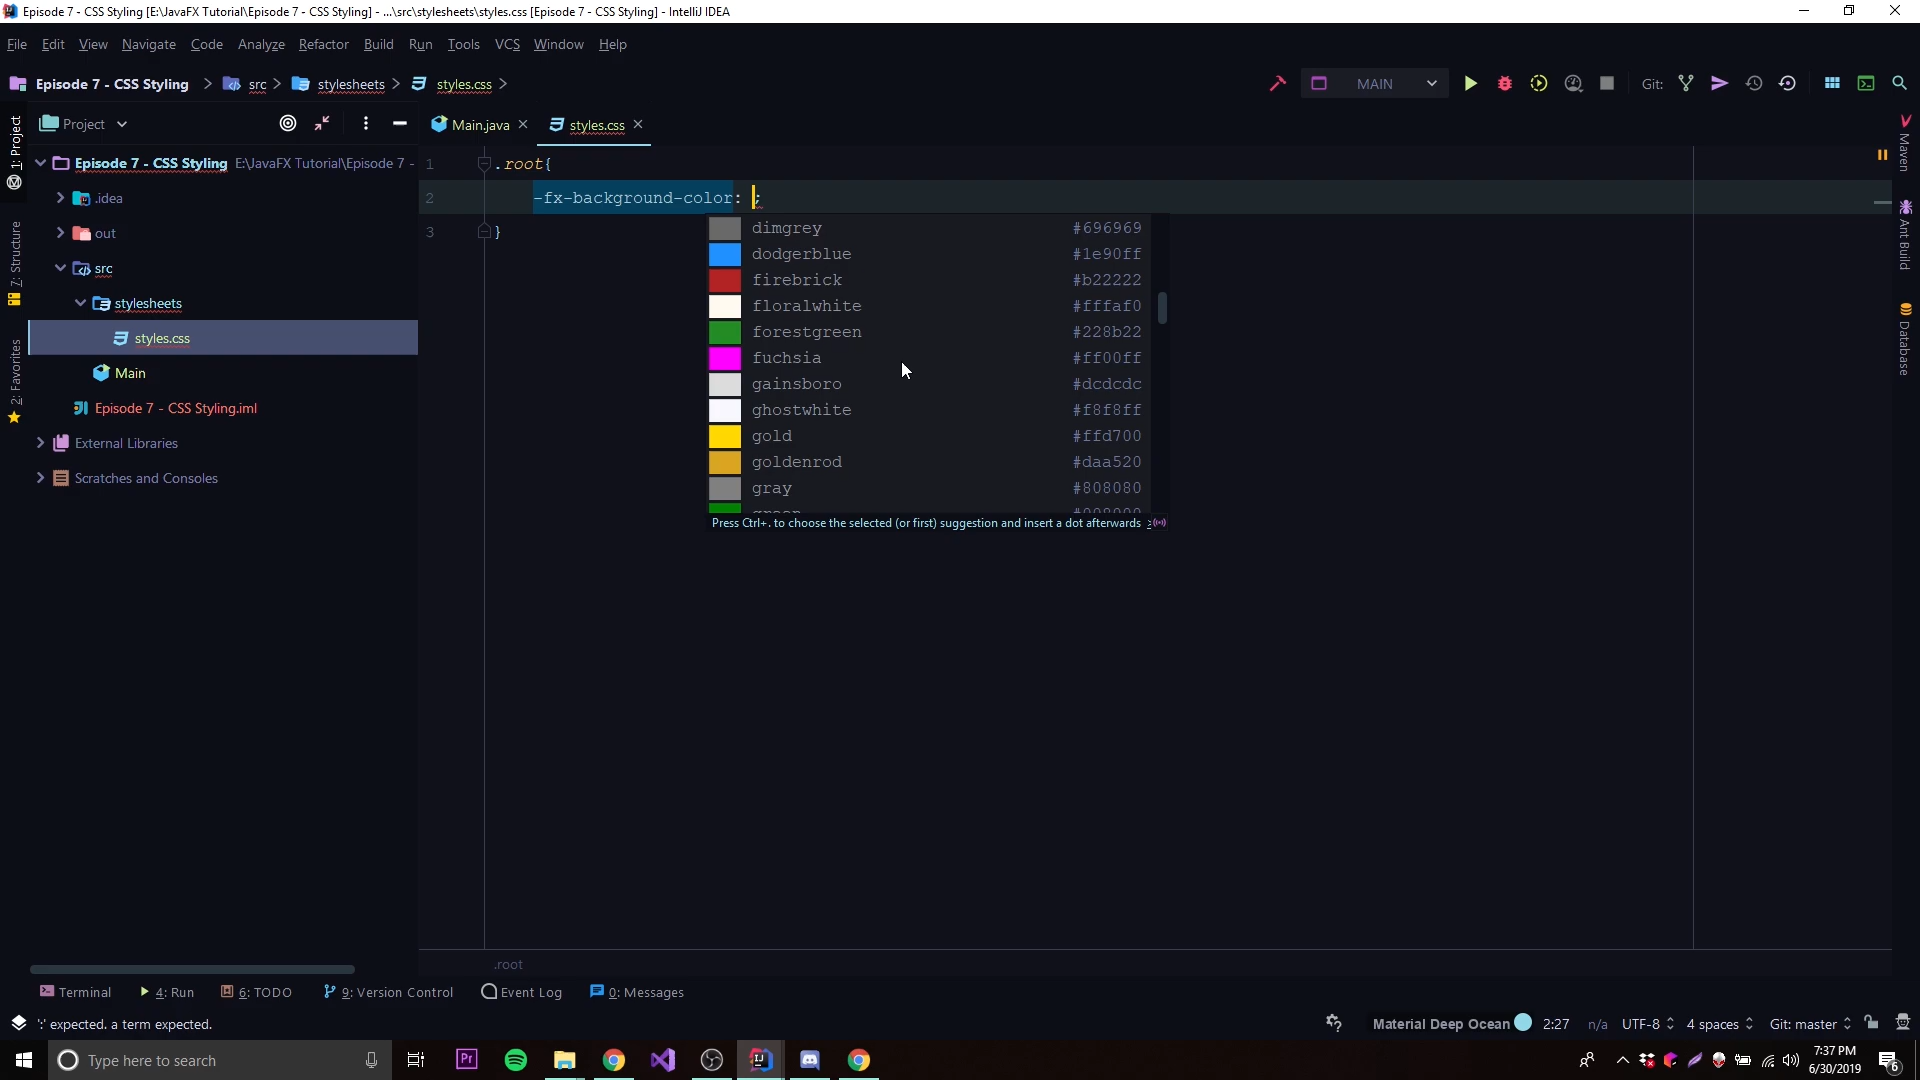 Episode 7 - CSS Styling [E:\JavaFX Tutorial\Episode 7 - CSS Styling] - ...\src\stylesheets\styles.css [Episode 7 - CSS Styling] - IntelliJ IDEA
File Edit View Navigate Code Analyze Refactor Build Run Tools VCS Window Help
Episode 7 - CSS Styling src stylesheets styles.css MAIN Git:
Project Main.java styles.css
Episode 7 - CSS Styling E:\JavaFX Tutorial\Episode 7 -
.idea
out
src
stylesheets
styles.css
Main
Episode 7 - CSS Styling.iml
External Libraries
Scratches and Consoles
1: Project
7: Structure
2: Favorites
1 .root{
2 -fx-background-color: ;
3 }
dimgrey #696969
dodgerblue #1e90ff
firebrick #b22222
floralwhite #fffaf0
forestgreen #228b22
fuchsia #ff00ff
gainsboro #dcdcdc
ghostwhite #f8f8ff
gold #ffd700
goldenrod #daa520
gray #808080
green #008000
Press Ctrl+. to choose the selected (or first) suggestion and insert a dot afterwards
Maven
Ant Build
Database
.root
Terminal 4: Run 6: TODO 9: Version Control Event Log 0: Messages
':' expected. a term expected. Material Deep Ocean 2:27 n/a UTF-8 4 spaces Git: master
Type here to search
Pr
IJ
7:37 PM
6/30/2019
6